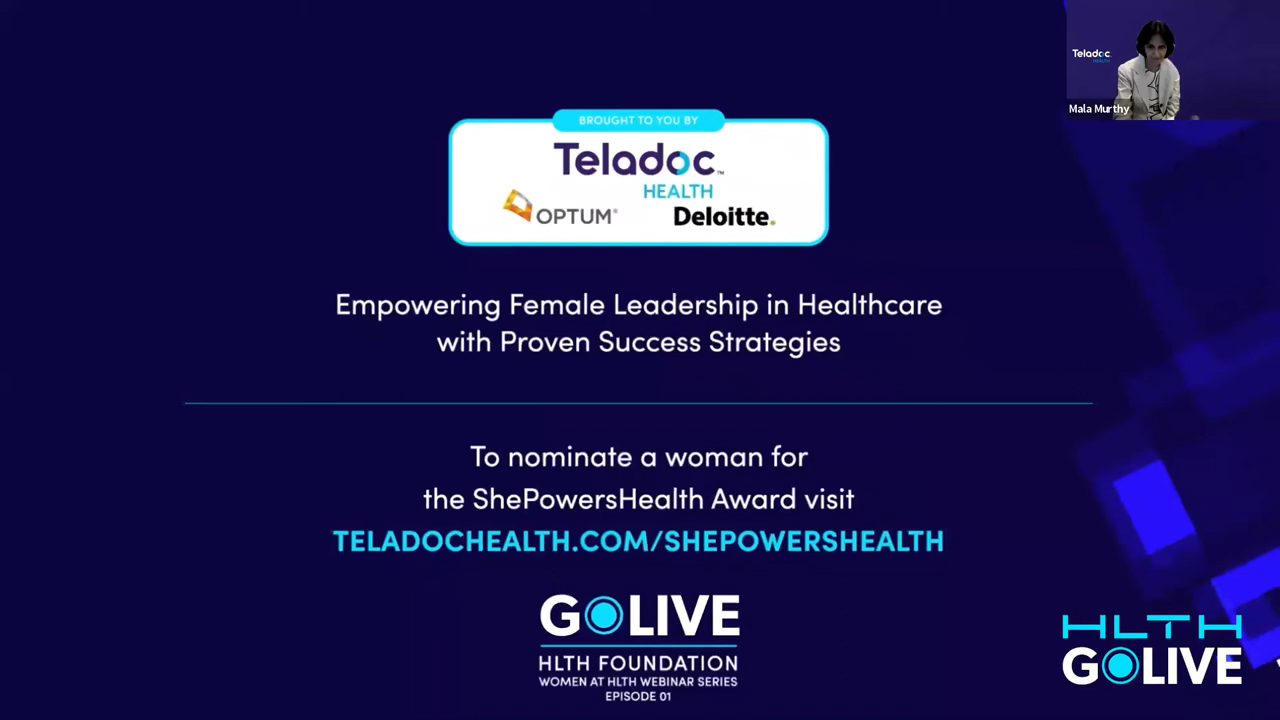 Teladoc
HEALTH
Mala Murthy
BROUGHT TO YOU BY
Teladoc™
HEALTH
OPTUM®
Deloitte.
Empowering Female Leadership in Healthcare
with Proven Success Strategies
To nominate a woman for
the ShePowersHealth Award visit
TELADOCHEALTH.COM/SHEPOWERSHEALTH
GOLIVE
HLTH FOUNDATION
WOMEN AT HLTH WEBINAR SERIES
EPISODE 01
HLTH
GOLIVE